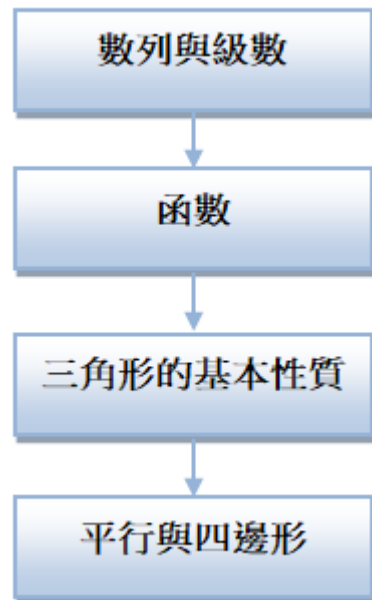 數列與級數
函數
三角形的基本性質
平行與四邊形